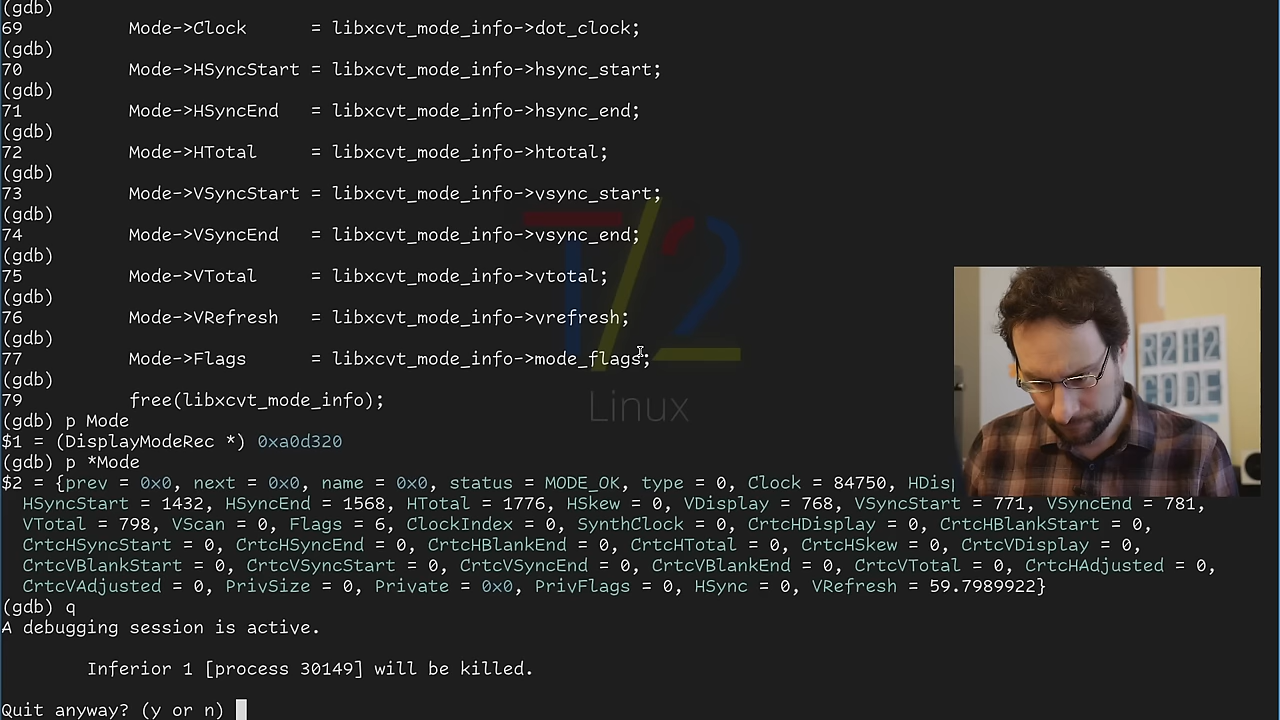 (gdb)
69          Mode->Clock      = libxcvt_mode_info->dot_clock;
(gdb)
70          Mode->HSyncStart = libxcvt_mode_info->hsync_start;
(gdb)
71          Mode->HSyncEnd   = libxcvt_mode_info->hsync_end;
(gdb)
72          Mode->HTotal     = libxcvt_mode_info->htotal;
(gdb)
73          Mode->VSyncStart = libxcvt_mode_info->vsync_start;
(gdb)
74          Mode->VSyncEnd   = libxcvt_mode_info->vsync_end;
(gdb)
75          Mode->VTotal     = libxcvt_mode_info->vtotal;
(gdb)
76          Mode->VRefresh   = libxcvt_mode_info->vrefresh;
(gdb)
77          Mode->Flags      = libxcvt_mode_info->mode_flags;
(gdb)
79          free(libxcvt_mode_info);
(gdb) p Mode
$1 = (DisplayModeRec *) 0xa0d320
(gdb) p *Mode
$2 = {prev = 0x0, next = 0x0, name = 0x0, status = MODE_OK, type = 0, Clock = 84750, HDisp
  HSyncStart = 1432, HSyncEnd = 1568, HTotal = 1776, HSkew = 0, VDisplay = 768, VSyncStart = 771, VSyncEnd = 781,
  VTotal = 798, VScan = 0, Flags = 6, ClockIndex = 0, SynthClock = 0, CrtcHDisplay = 0, CrtcHBlankStart = 0,
  CrtcHSyncStart = 0, CrtcHSyncEnd = 0, CrtcHBlankEnd = 0, CrtcHTotal = 0, CrtcHSkew = 0, CrtcVDisplay = 0,
  CrtcVBlankStart = 0, CrtcVSyncStart = 0, CrtcVSyncEnd = 0, CrtcVBlankEnd = 0, CrtcVTotal = 0, CrtcHAdjusted = 0,
  CrtcVAdjusted = 0, PrivSize = 0, Private = 0x0, PrivFlags = 0, HSync = 0, VRefresh = 59.7989922}
(gdb) q
A debugging session is active.
        Inferior 1 [process 30149] will be killed.
Quit anyway? (y or n)
T/2
Linux
R2T2
CODE